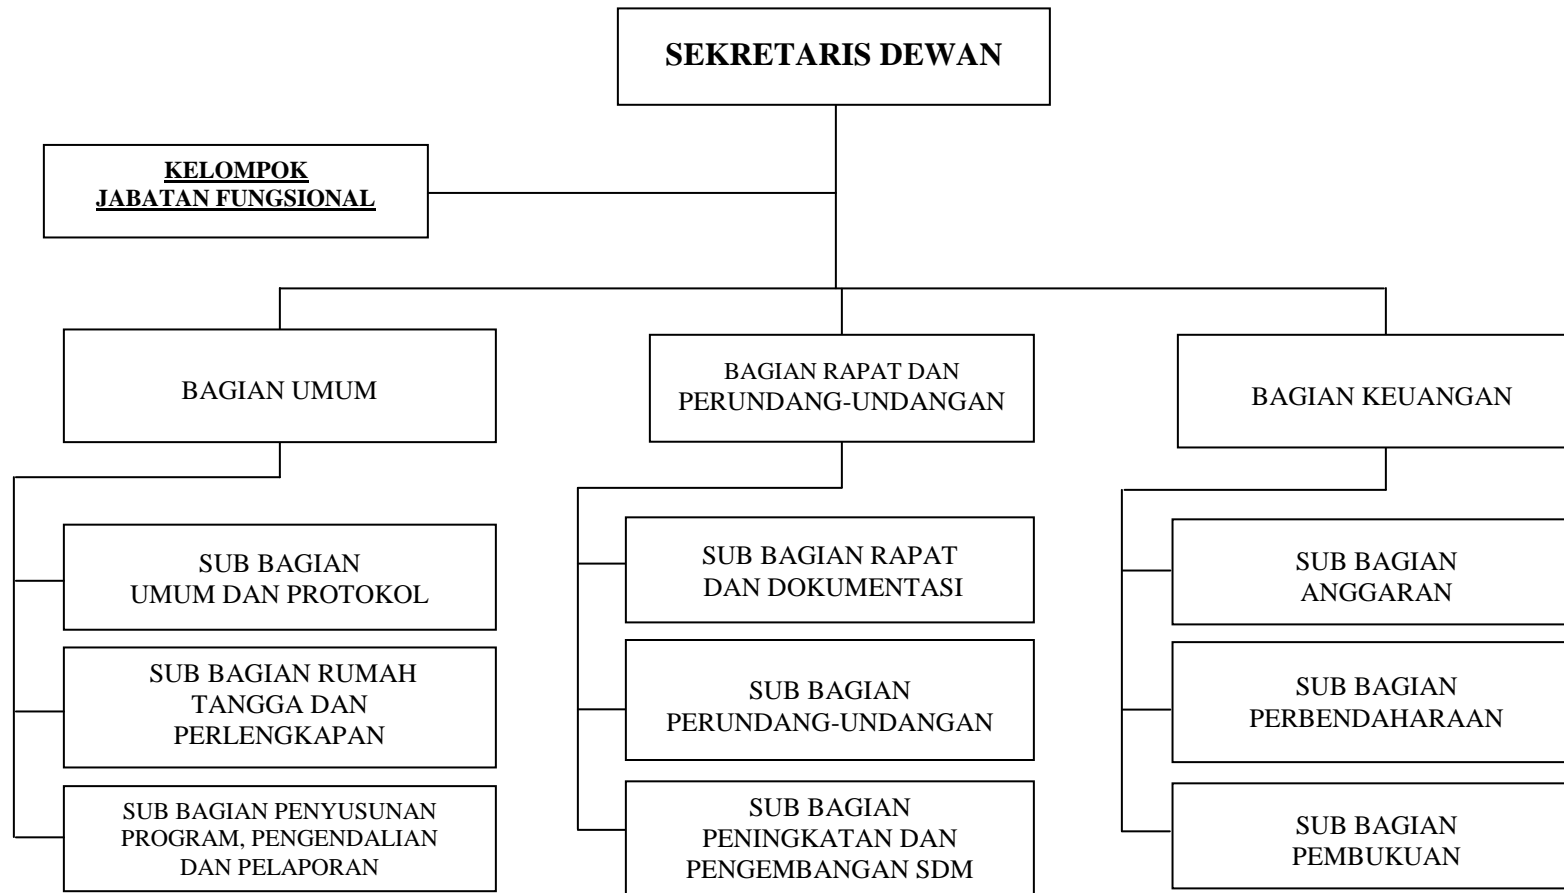 SEKRETARIS DEWAN
KELOMPOK
JABATAN FUNGSIONAL
BAGIAN UMUM
BAGIAN RAPAT DAN
PERUNDANG-UNDANGAN
BAGIAN KEUANGAN
SUB BAGIAN
UMUM DAN PROTOKOL
SUB BAGIAN RUMAH
TANGGA DAN
PERLENGKAPAN
SUB BAGIAN PENYUSUNAN
PROGRAM, PENGENDALIAN
DAN PELAPORAN
SUB BAGIAN RAPAT
DAN DOKUMENTASI
SUB BAGIAN
PERUNDANG-UNDANGAN
SUB BAGIAN
PENINGKATAN DAN
PENGEMBANGAN SDM
SUB BAGIAN
ANGGARAN
SUB BAGIAN
PERBENDAHARAAN
SUB BAGIAN
PEMBUKUAN